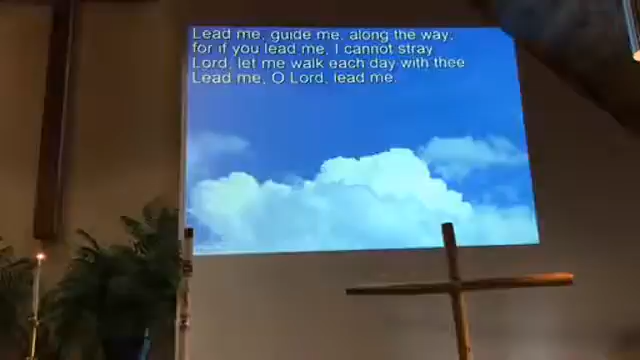 Lead me, guide me, along the way,
for if you lead me, I cannot stray
Lord, let me walk each day with thee
Lead me, O Lord, lead me.